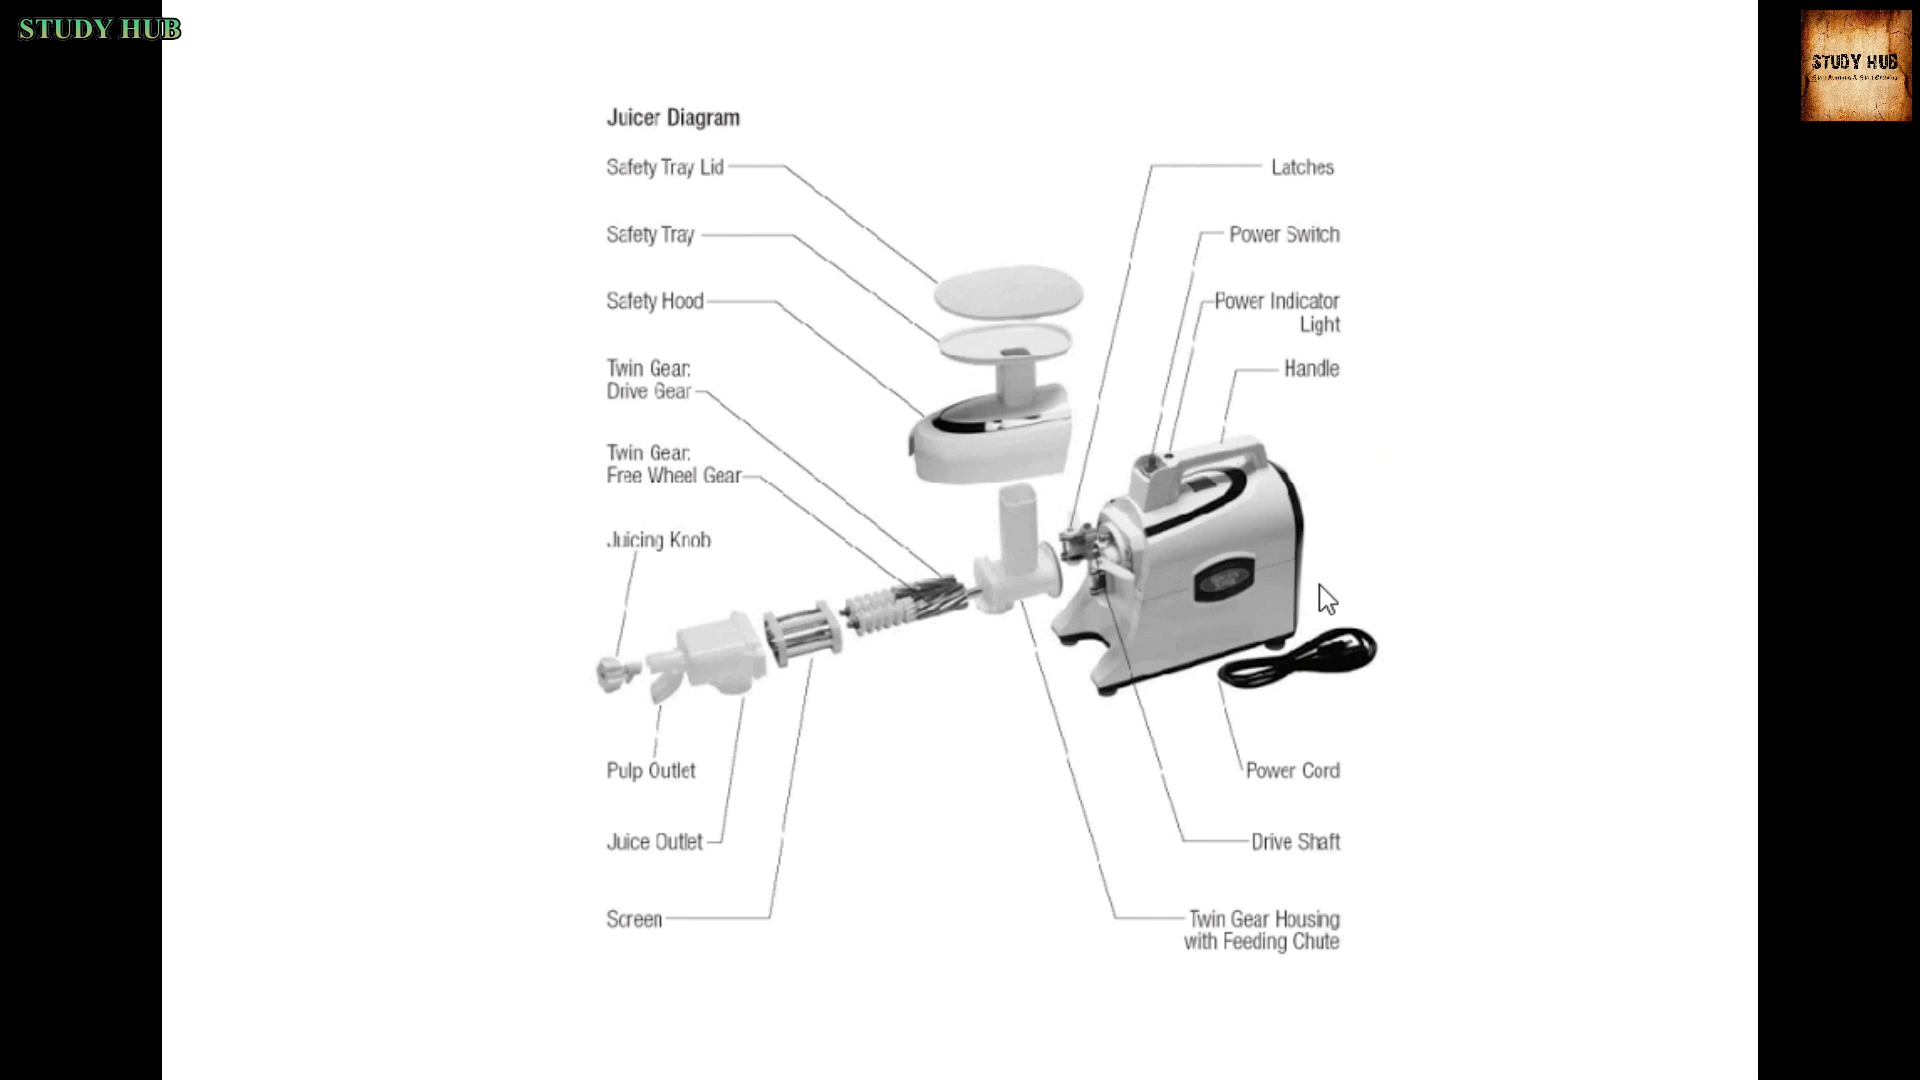 STUDY HUB
STUDY HUB
Juicer Diagram
Safety Tray Lid
Safety Tray
Safety Hood
Twin Gear:
Drive Gear
Twin Gear:
Free Wheel Gear
Juicing Knob
Pulp Outlet
Juice Outlet
Screen
Latches
Power Switch
Power Indicator
Light
Handle
Power Cord
Drive Shaft
Twin Gear Housing
with Feeding Chute